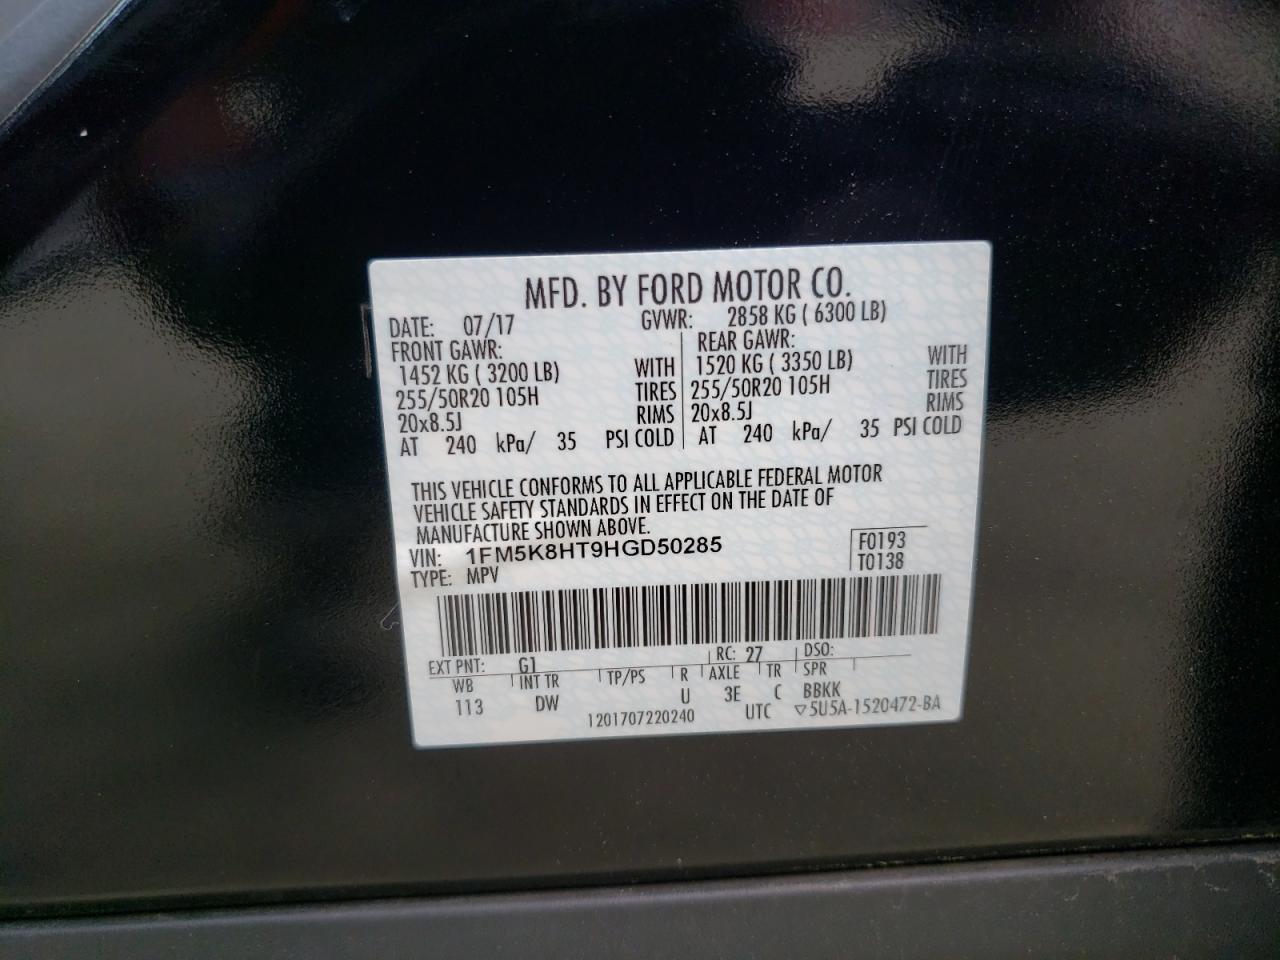 MFD. BY FORD MOTOR CO.
DATE: 07/17 GVWR: 2858 KG ( 6300 LB)
FRONT GAWR: REAR GAWR:
1452 KG ( 3200 LB) WITH 1520 KG ( 3350 LB) WITH
255/50R20 105H TIRES 255/50R20 105H TIRES
20x8.5J RIMS 20x8.5J RIMS
AT 240 kPa/ 35 PSI COLD AT 240 kPa/ 35 PSI COLD
THIS VEHICLE CONFORMS TO ALL APPLICABLE FEDERAL MOTOR
VEHICLE SAFETY STANDARDS IN EFFECT ON THE DATE OF
MANUFACTURE SHOWN ABOVE.
VIN: 1FM5K8HT9HGD50285 F0193
TYPE: MPV T0138
EXT PNT: G1 RC: 27 DSO:
WB INT TR TP/PS R AXLE TR SPR
113 DW U 3E C BBKK
1201707220240 UTC ▽5U5A-1520472-BA